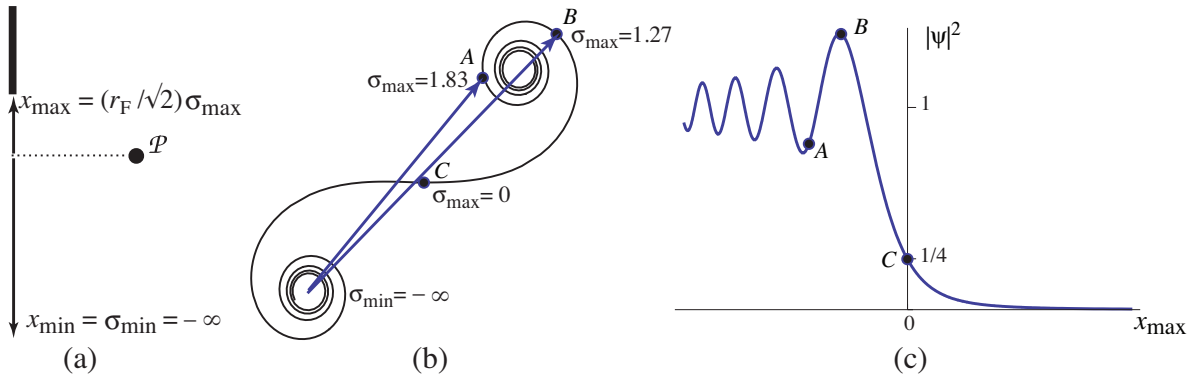 x_max = (r_F /√2) σ_max
𝒫
x_min = σ_min = − ∞
(a)
B
σ_max=1.27
A
σ_max=1.83
C
σ_max= 0
σ_min= − ∞
(b)
|ψ|²
B
1
A
C
1/4
0
x_max
(c)